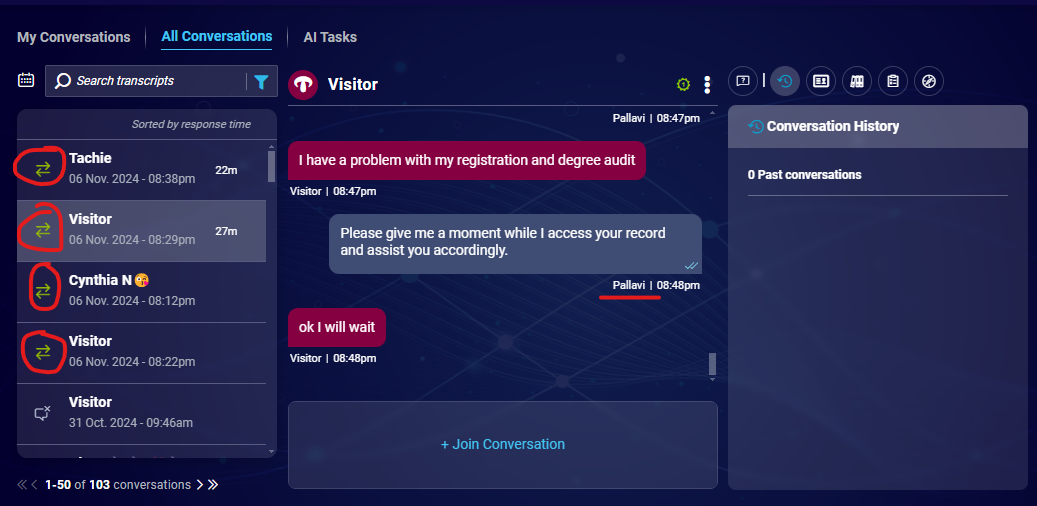 My Conversations
All Conversations
AI Tasks
Search transcripts
Sorted by response time
Tachie
06 Nov. 2024 - 08:38pm
22m
Visitor
06 Nov. 2024 - 08:29pm
27m
Cynthia N😘
06 Nov. 2024 - 08:12pm
Visitor
06 Nov. 2024 - 08:22pm
Visitor
31 Oct. 2024 - 09:46am
1-50 of 103 conversations
Visitor
Pallavi | 08:47pm
I have a problem with my registration and degree audit
Visitor | 08:47pm
Please give me a moment while I access your record
and assist you accordingly.
Pallavi | 08:48pm
ok I will wait
Visitor | 08:48pm
+ Join Conversation
Conversation History
0 Past conversations